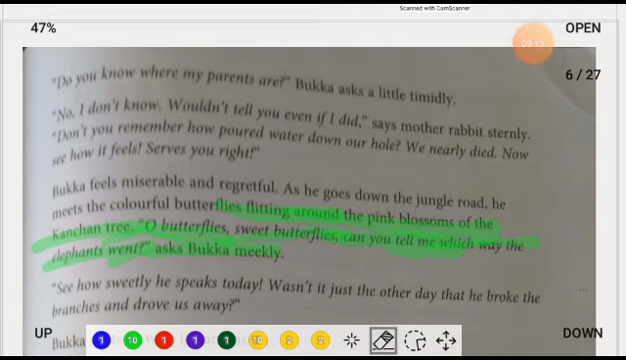 Scanned with CamScanner
47%
OPEN
09:13
6 / 27
"Do you know where my parents are?" Bukka asks a little timidly.
"No, I don't know. Wouldn't tell you even if I did," says mother rabbit sternly.
"Don't you remember how poured water down our hole? We nearly died. Now
see how it feels! Serves you right!"
Bukka feels miserable and regretful. As he goes down the jungle road, he
meets the colourful butterflies flitting around the pink blossoms of the
Kanchan tree. "O butterflies, sweet butterflies, can you tell me which way the
elephants went?" asks Bukka meekly.
"See how sweetly he speaks today! Wasn't it just the other day that he broke the
branches and drove us away?"
UP
DOWN
Bukka
1 10 1 1 1 10 2 2